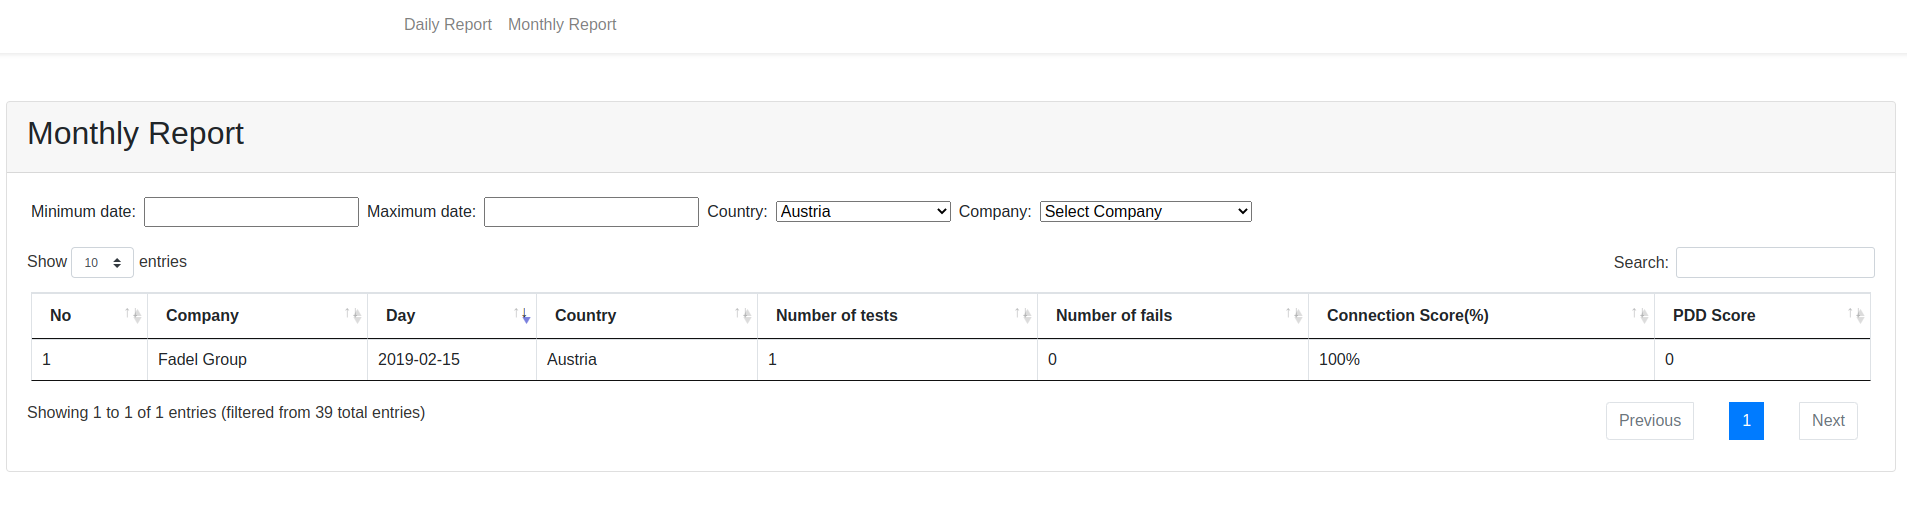 Daily Report Monthly Report
Monthly Report
Minimum date: Maximum date: Country: Austria Company: Select Company
Show 10 entries Search:
No Company Day Country Number of tests Number of fails Connection Score(%) PDD Score
1 Fadel Group 2019-02-15 Austria 1 0 100% 0
Showing 1 to 1 of 1 entries (filtered from 39 total entries) Previous 1 Next